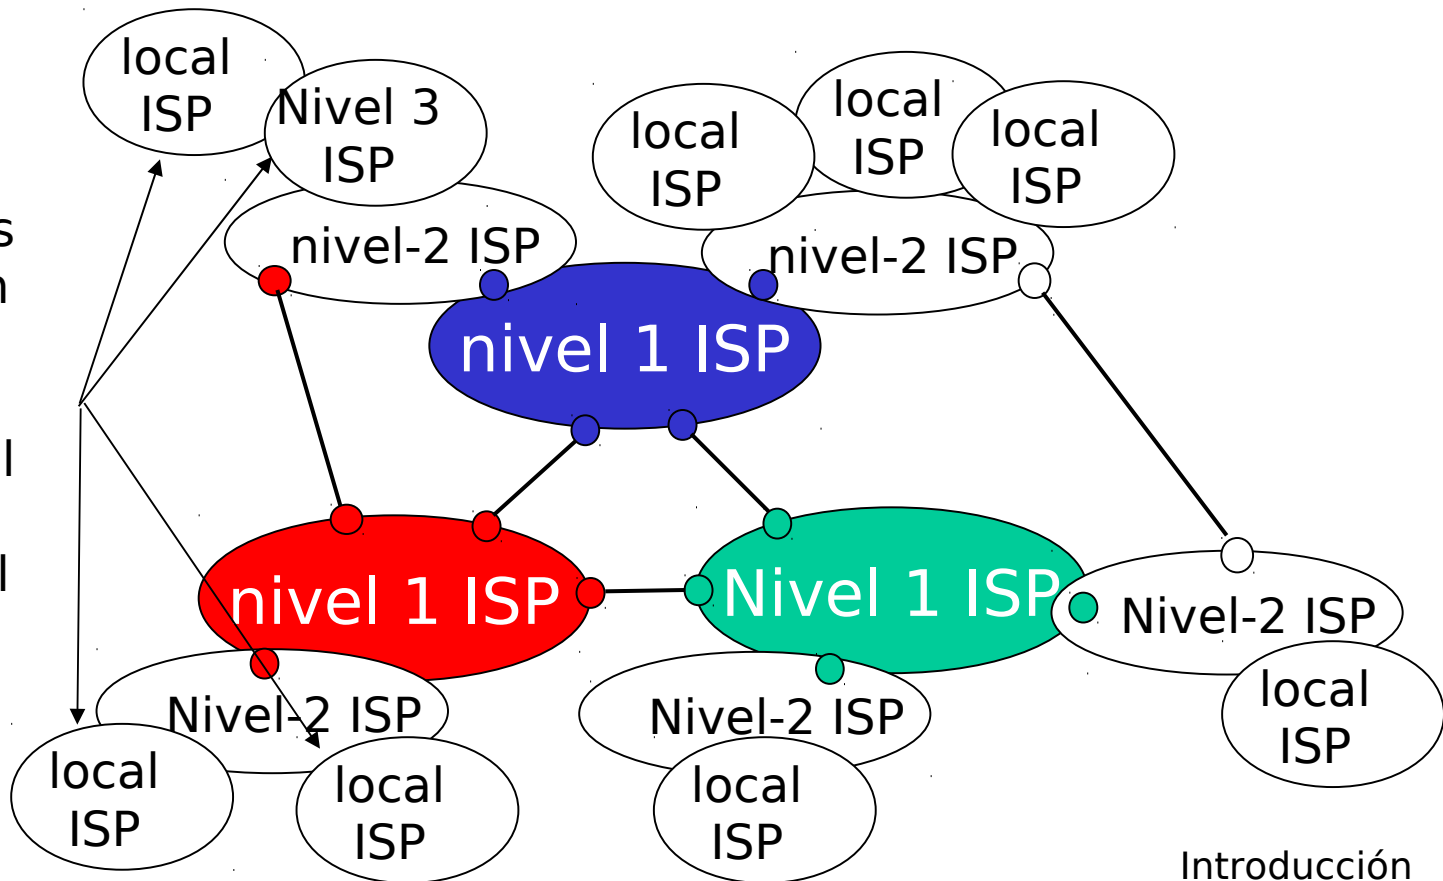 local
ISP
Nivel 3
ISP
local
ISP
local
ISP
local
ISP
s
n
nivel-2 ISP
nivel-2 ISP
nivel 1 ISP
l
l
nivel 1 ISP
Nivel 1 ISP
Nivel-2 ISP
Nivel-2 ISP
Nivel-2 ISP
local
ISP
local
ISP
local
ISP
local
ISP
Introducción